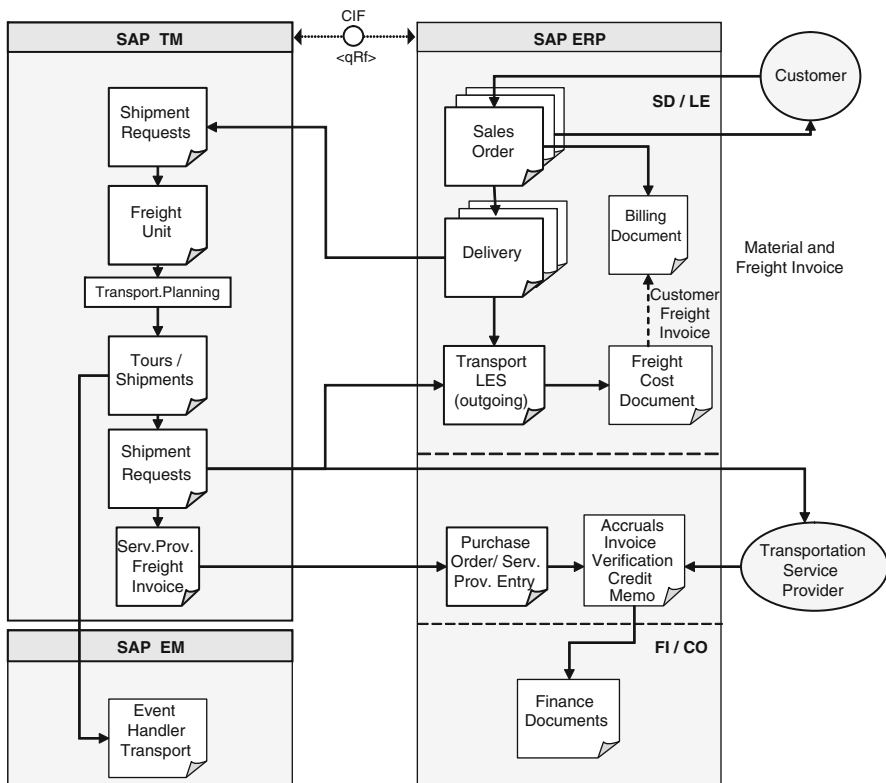 CIF
<qRf>
SAP TM
Shipment
Requests
Freight
Unit
Transport.Planning
Tours /
Shipments
Shipment
Requests
Serv.Prov.
Freight
Invoice
SAP EM
Event
Handler
Transport
SAP ERP
SD / LE
Sales
Order
Delivery
Billing
Document
Customer
Freight
Invoice
Transport
LES
(outgoing)
Freight
Cost
Document
Purchase
Order/ Serv.
Prov. Entry
Accruals
Invoice
Verification
Credit
Memo
FI / CO
Finance
Documents
Customer
Material and
Freight Invoice
Transportation
Service
Provider